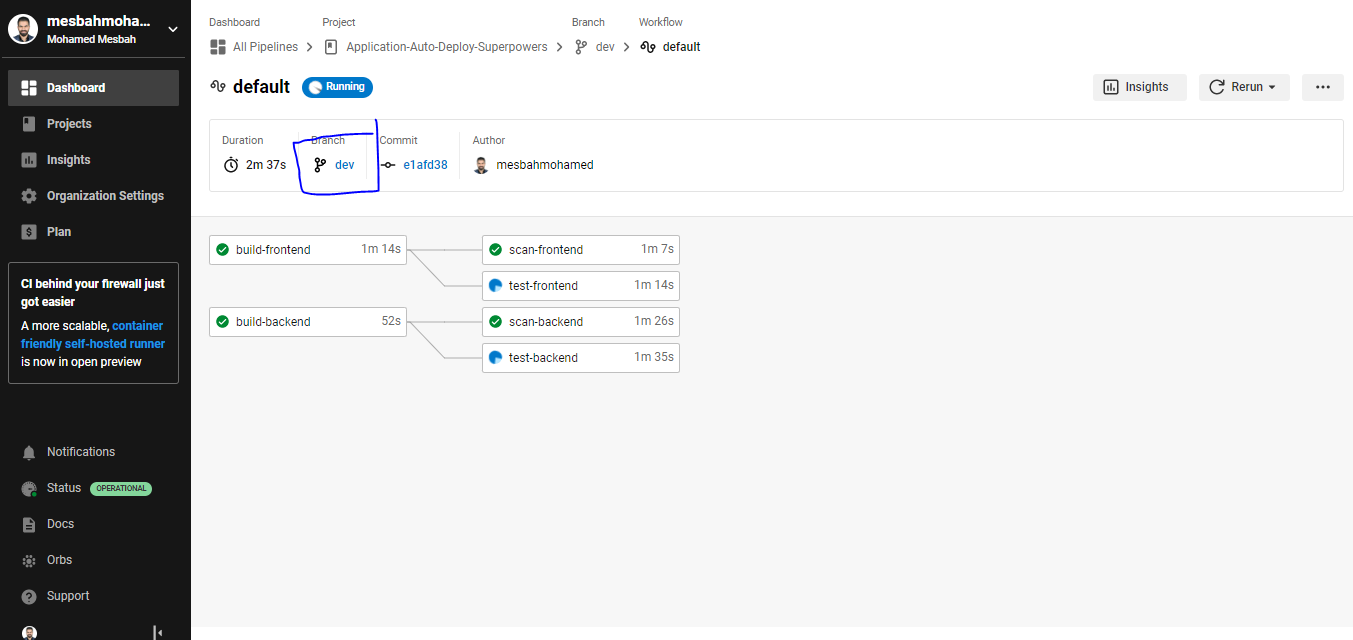 mesbahmoha...
Mohamed Mesbah
Dashboard
Projects
Insights
Organization Settings
Plan
CI behind your firewall just
got easier
A more scalable, container
friendly self-hosted runner
is now in open preview
Notifications
Status OPERATIONAL
Docs
Orbs
Support
Dashboard Project Branch Workflow
All Pipelines Application-Auto-Deploy-Superpowers dev default
default Running
Insights Rerun
Duration Branch Commit Author
2m 37s dev e1afd38 mesbahmohamed
build-frontend 1m 14s scan-frontend 1m 7s
test-frontend 1m 14s
build-backend 52s scan-backend 1m 26s
test-backend 1m 35s